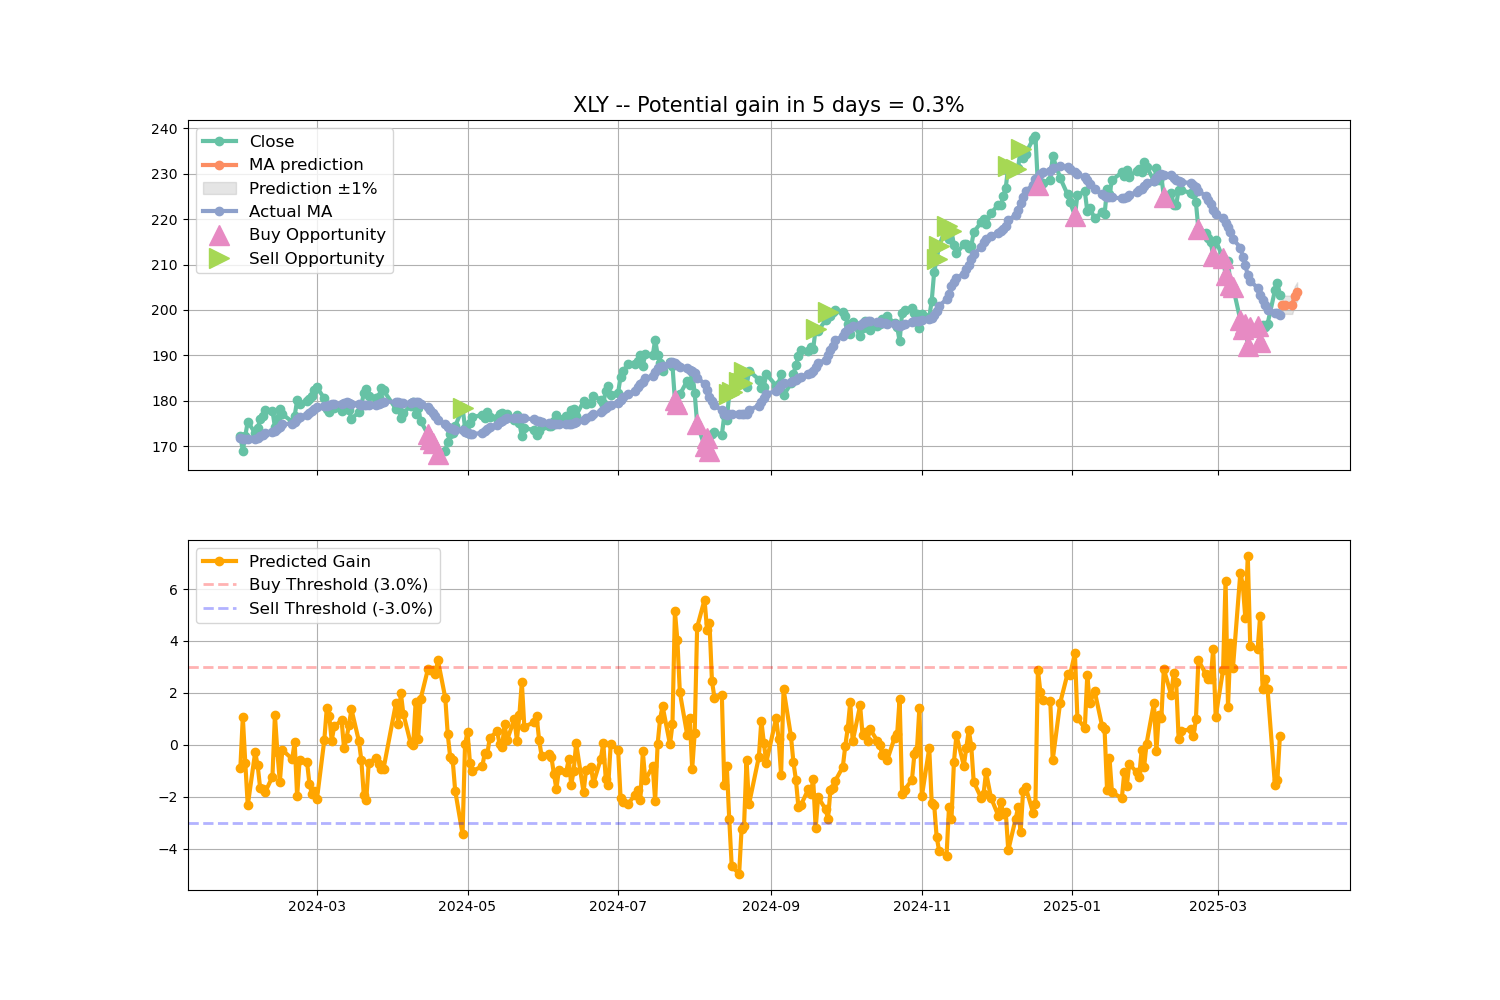 XLY -- Potential gain in 5 days = 0.3%
240
230
220
210
200
190
180
170
Close
MA prediction
Prediction ±1%
Actual MA
Buy Opportunity
Sell Opportunity
6
4
2
0
−2
−4
Predicted Gain
Buy Threshold (3.0%)
Sell Threshold (-3.0%)
2024-03
2024-05
2024-07
2024-09
2024-11
2025-01
2025-03